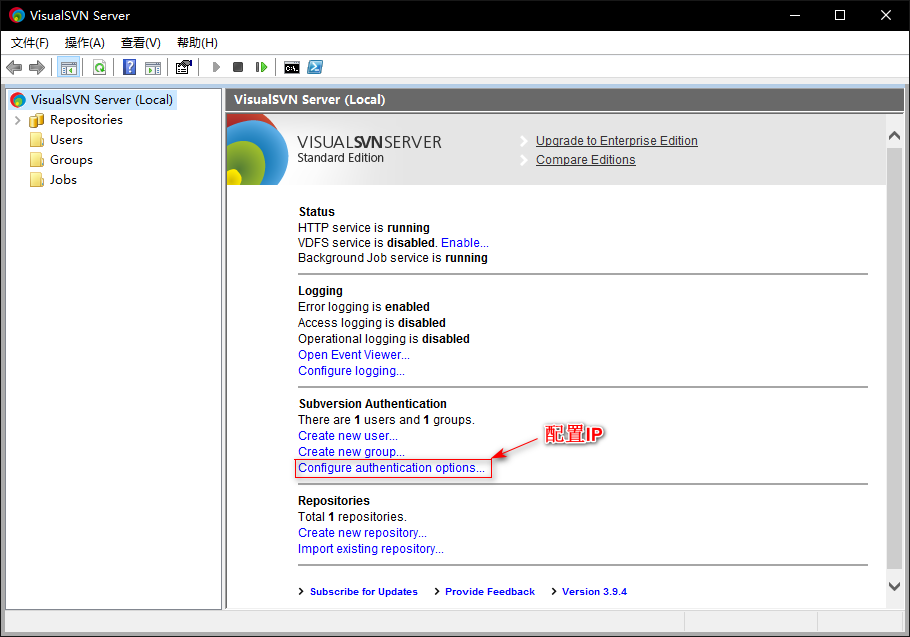 VisualSVN Server
文件(F) 操作(A) 查看(V) 帮助(H)
VisualSVN Server (Local)
Repositories
Users
Groups
Jobs
VisualSVN Server (Local)
VISUALSVNSERVER
Standard Edition
Upgrade to Enterprise Edition
Compare Editions
Status
HTTP service is running
VDFS service is disabled. Enable...
Background Job service is running
Logging
Error logging is enabled
Access logging is disabled
Operational logging is disabled
Open Event Viewer...
Configure logging...
Subversion Authentication
There are 1 users and 1 groups.
Create new user...
Create new group...
Configure authentication options...
配置IP
Repositories
Total 1 repositories.
Create new repository...
Import existing repository...
Subscribe for Updates Provide Feedback Version 3.9.4